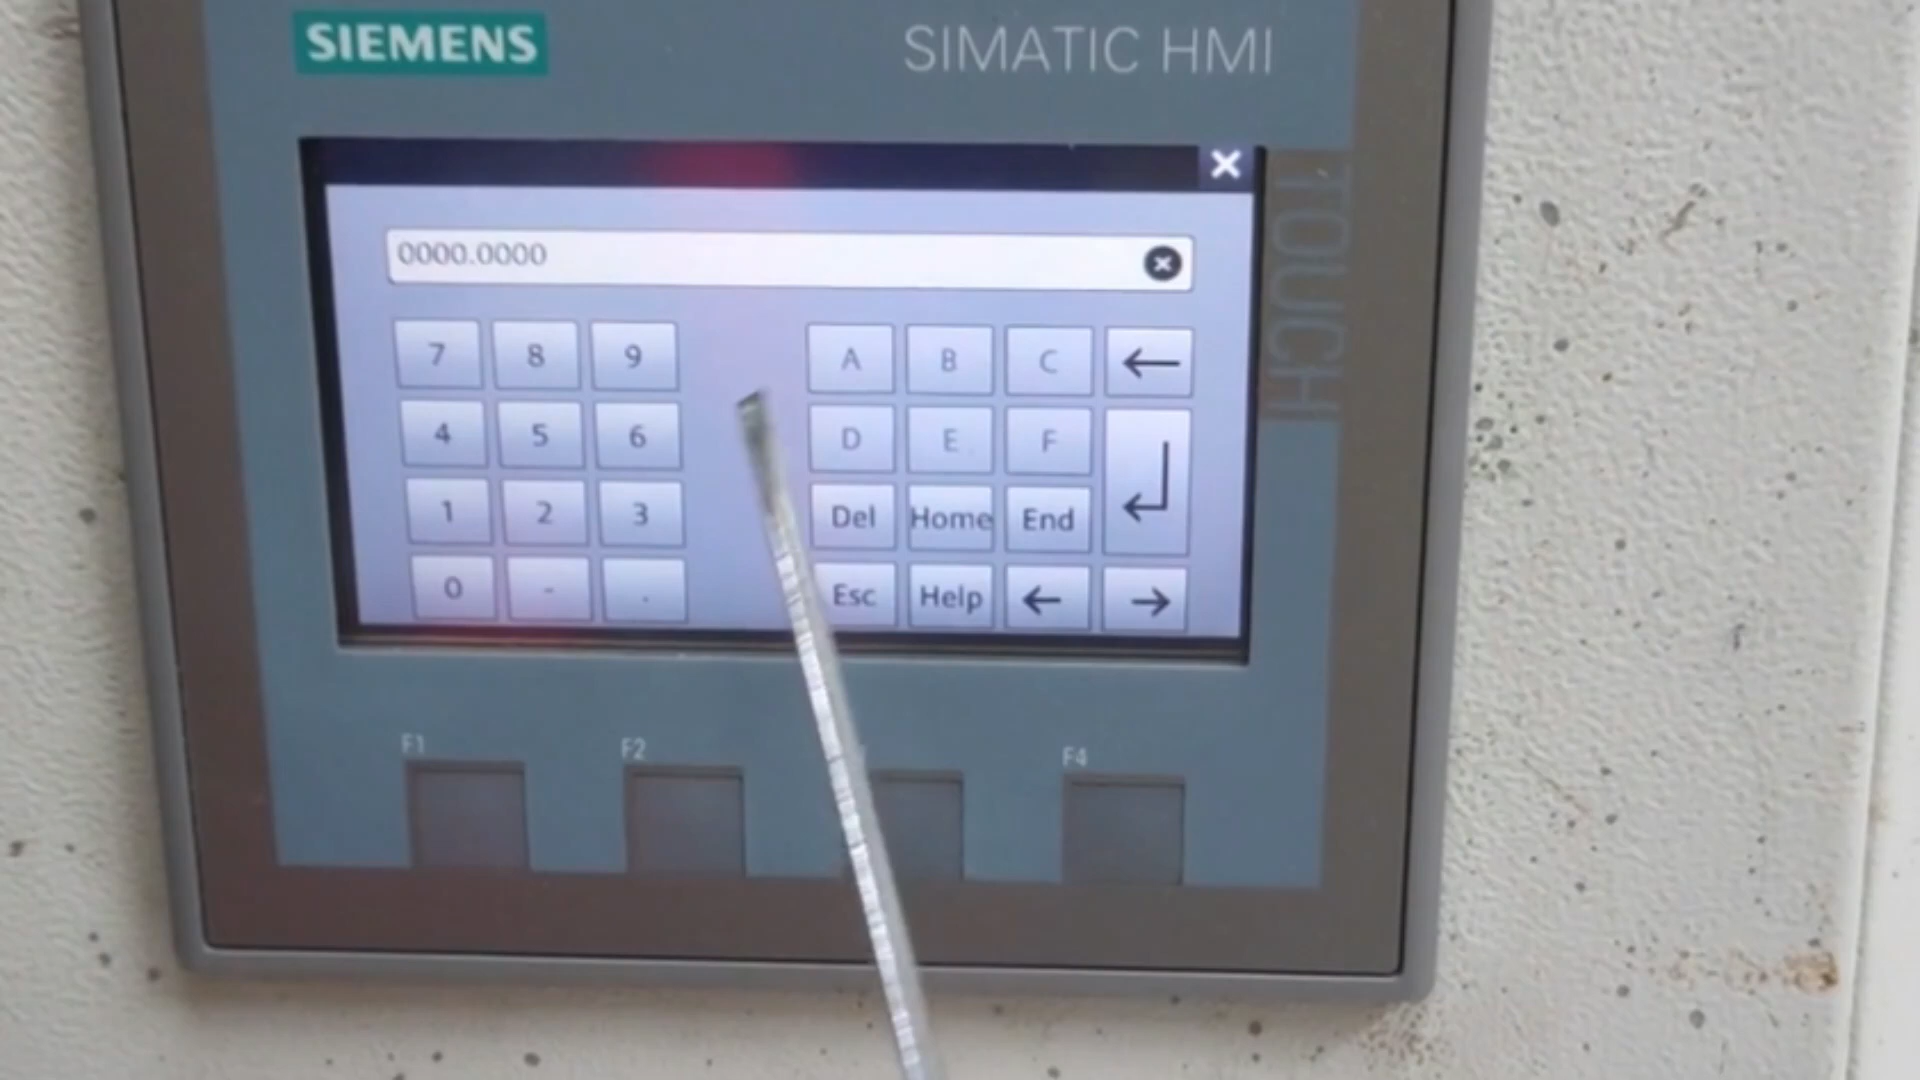 SIEMENS
SIMATIC HMI
TOUCH
0000.0000
7 8 9 A B C ←
4 5 6 D E F
1 2 3 Del Home End
0 - . Esc Help ← →
F1 F2 F4